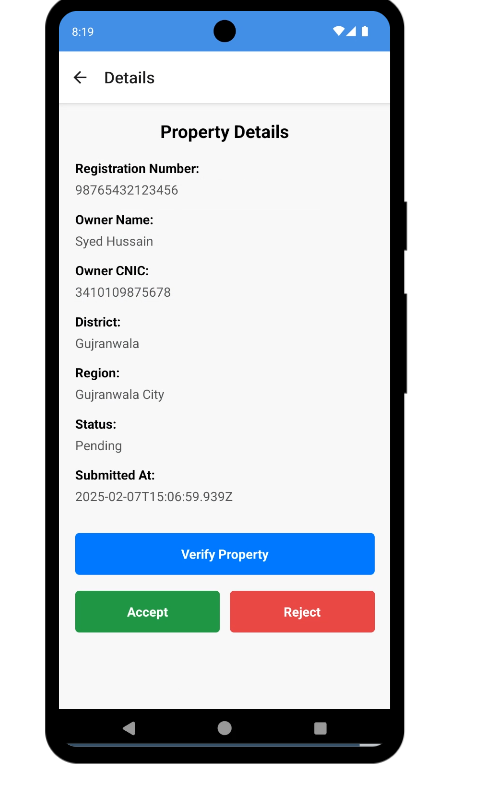 8:19
Details
Property Details
Registration Number:
98765432123456
Owner Name:
Syed Hussain
Owner CNIC:
3410109875678
District:
Gujranwala
Region:
Gujranwala City
Status:
Pending
Submitted At:
2025-02-07T15:06:59.939Z
Verify Property
Accept
Reject